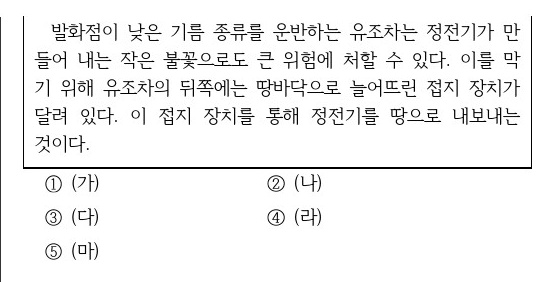 발화점이 낮은 기름 종류를 운반하는 유조차는 정전기가 만
들어 내는 작은 불꽃으로도 큰 위험에 처할 수 있다. 이를 막
기 위해 유조차의 뒤쪽에는 땅바닥으로 늘어뜨린 접지 장치가
달려 있다. 이 접지 장치를 통해 정전기를 땅으로 내보내는
것이다.
① (가) ② (나)
③ (다) ④ (라)
⑤ (마)